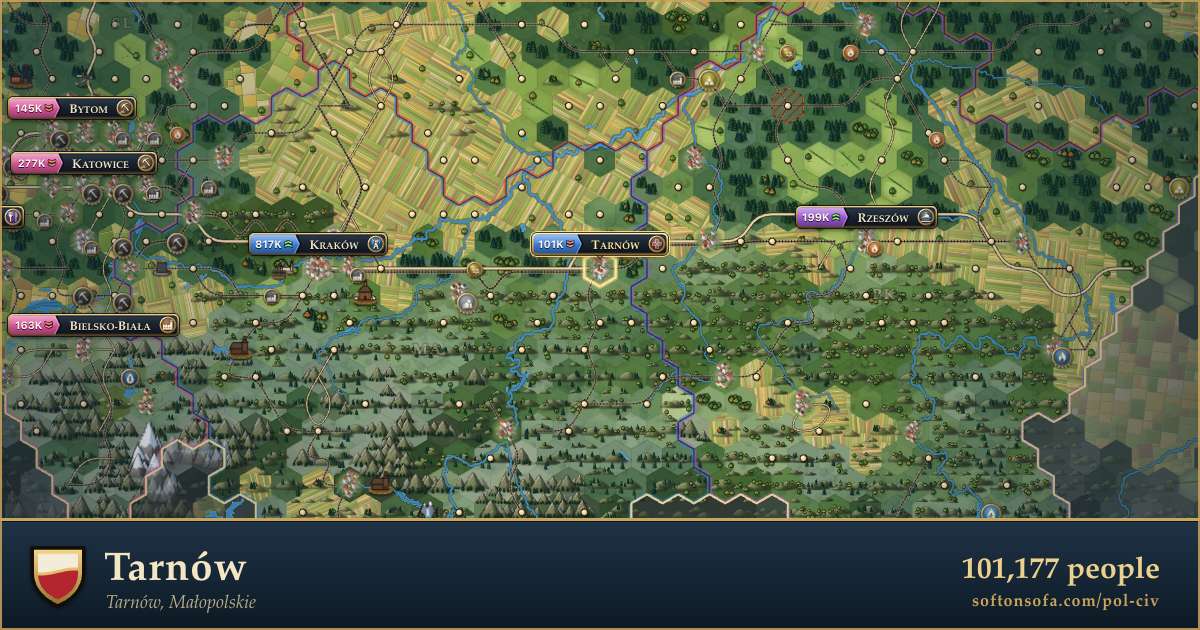 145K BYTOM
277K KATOWICE
199K RZESZÓW
817K KRAKÓW
101K TARNÓW
163K BIELSKO-BIAŁA
Tarnów
Tarnów, Małopolskie
101,177 people
softonsofa.com/pol-civ